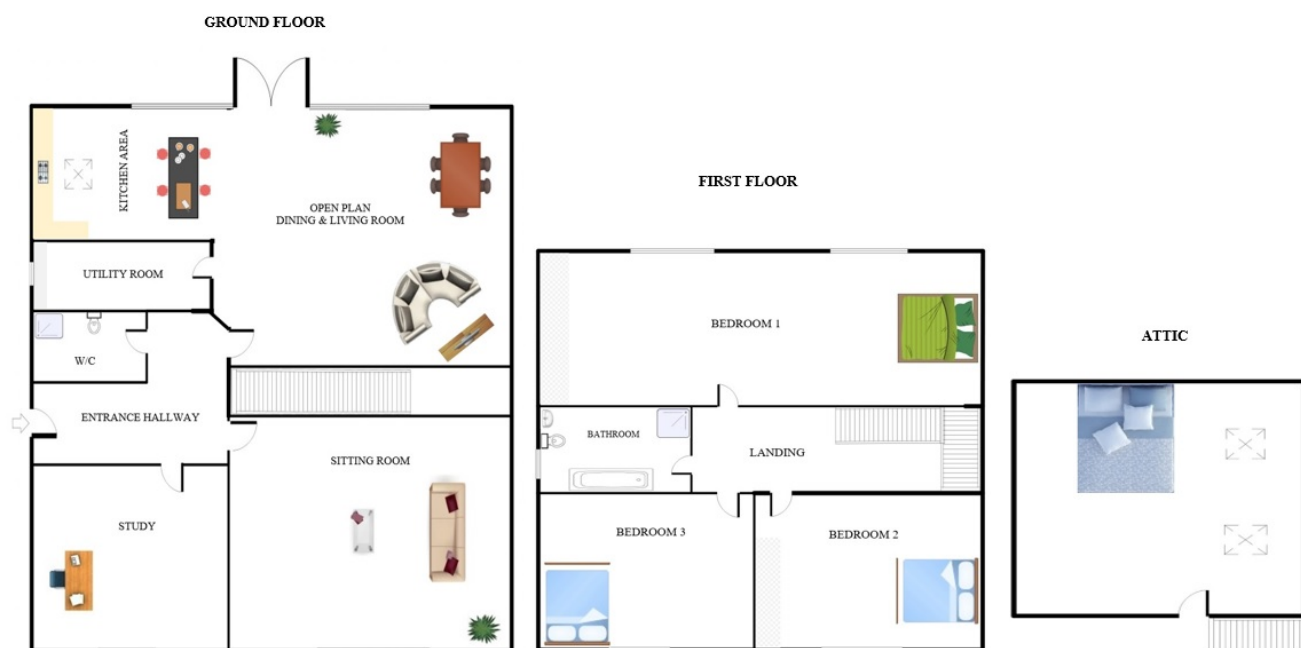 GROUND FLOOR
KITCHEN AREA
OPEN PLAN
DINING & LIVING ROOM
UTILITY ROOM
W/C
ENTRANCE HALLWAY
SITTING ROOM
STUDY
FIRST FLOOR
BEDROOM 1
BATHROOM
LANDING
BEDROOM 3
BEDROOM 2
ATTIC